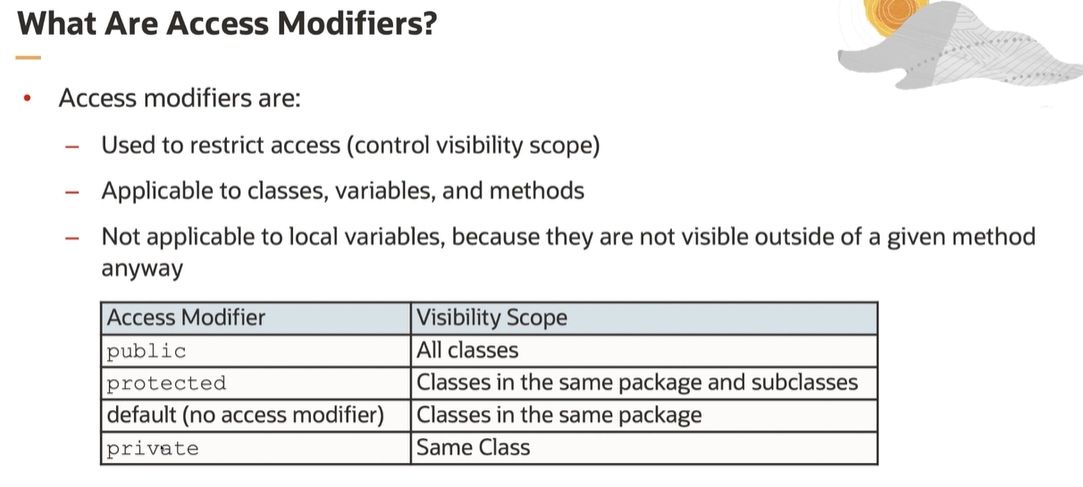 What Are Access Modifiers?
• Access modifiers are:
– Used to restrict access (control visibility scope)
– Applicable to classes, variables, and methods
– Not applicable to local variables, because they are not visible outside of a given method
anyway
Access Modifier Visibility Scope
public All classes
protected Classes in the same package and subclasses
default (no access modifier) Classes in the same package
private Same Class